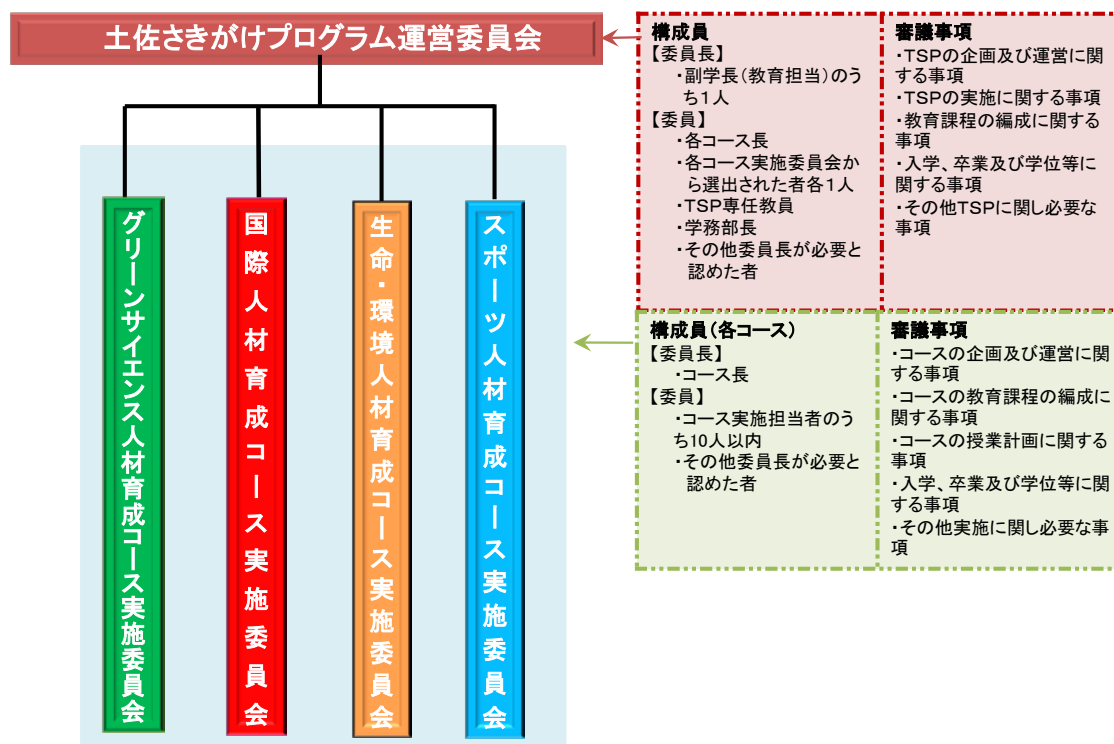 土佐さきがけプログラム運営委員会
グリーンサイエンス人材育成コース実施委員会
国際人材育成コース実施委員会
生命・環境人材育成コース実施委員会
スポーツ人材育成コース実施委員会
構成員
【委員長】
・副学長(教育担当)のう
ち1人
【委員】
・各コース長
・各コース実施委員会か
ら選出された者各1人
・TSP専任教員
・学務部長
・その他委員長が必要と
認めた者
審議事項
・TSPの企画及び運営に関
する事項
・TSPの実施に関する事項
・教育課程の編成に関する
事項
・入学、卒業及び学位等に
関する事項
・その他TSPに関し必要な
事項
構成員(各コース)
【委員長】
・コース長
【委員】
・コース実施担当者のう
ち10人以内
・その他委員長が必要と
認めた者
審議事項
・コースの企画及び運営に関
する事項
・コースの教育課程の編成に
関する事項
・コースの授業計画に関する
事項
・入学、卒業及び学位等に関
する事項
・その他実施に関し必要な事
項